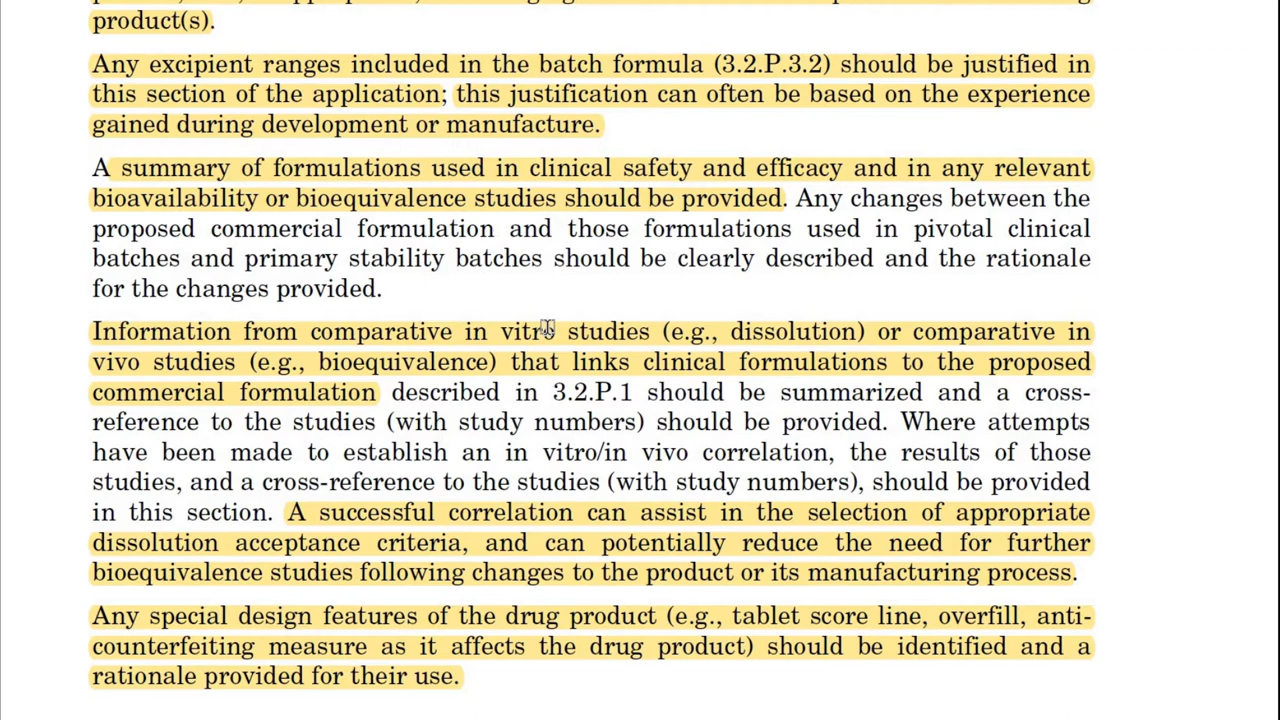 product(s).
Any excipient ranges included in the batch formula (3.2.P.3.2) should be justified in
this section of the application; this justification can often be based on the experience
gained during development or manufacture.
A summary of formulations used in clinical safety and efficacy and in any relevant
bioavailability or bioequivalence studies should be provided. Any changes between the
proposed commercial formulation and those formulations used in pivotal clinical
batches and primary stability batches should be clearly described and the rationale
for the changes provided.
Information from comparative in vitro studies (e.g., dissolution) or comparative in
vivo studies (e.g., bioequivalence) that links clinical formulations to the proposed
commercial formulation described in 3.2.P.1 should be summarized and a cross-
reference to the studies (with study numbers) should be provided. Where attempts
have been made to establish an in vitro/in vivo correlation, the results of those
studies, and a cross-reference to the studies (with study numbers), should be provided
in this section. A successful correlation can assist in the selection of appropriate
dissolution acceptance criteria, and can potentially reduce the need for further
bioequivalence studies following changes to the product or its manufacturing process.
Any special design features of the drug product (e.g., tablet score line, overfill, anti-
counterfeiting measure as it affects the drug product) should be identified and a
rationale provided for their use.